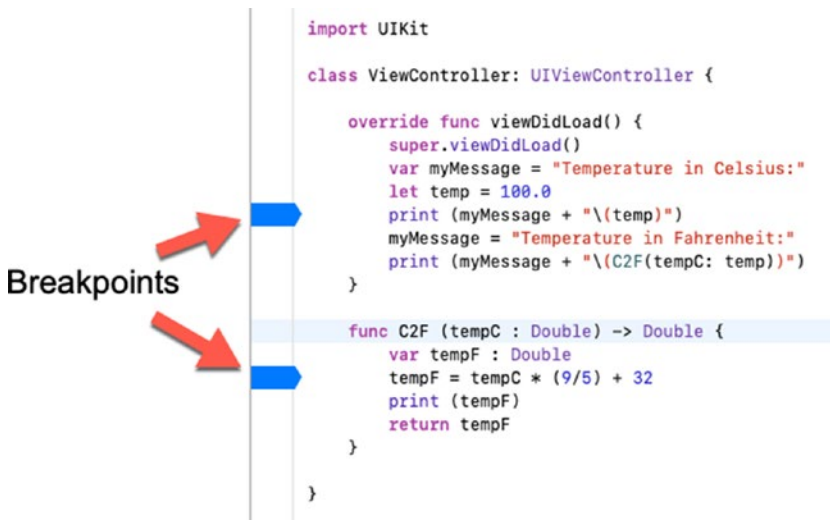 import UIKit
class ViewController: UIViewController {
override func viewDidLoad() {
super.viewDidLoad()
var myMessage = "Temperature in Celsius:"
let temp = 100.0
print (myMessage + "\(temp)")
myMessage = "Temperature in Fahrenheit:"
print (myMessage + "\(C2F(tempC: temp))")
}
Breakpoints
func C2F (tempC : Double) -> Double {
var tempF : Double
tempF = tempC * (9/5) + 32
print (tempF)
return tempF
}
}